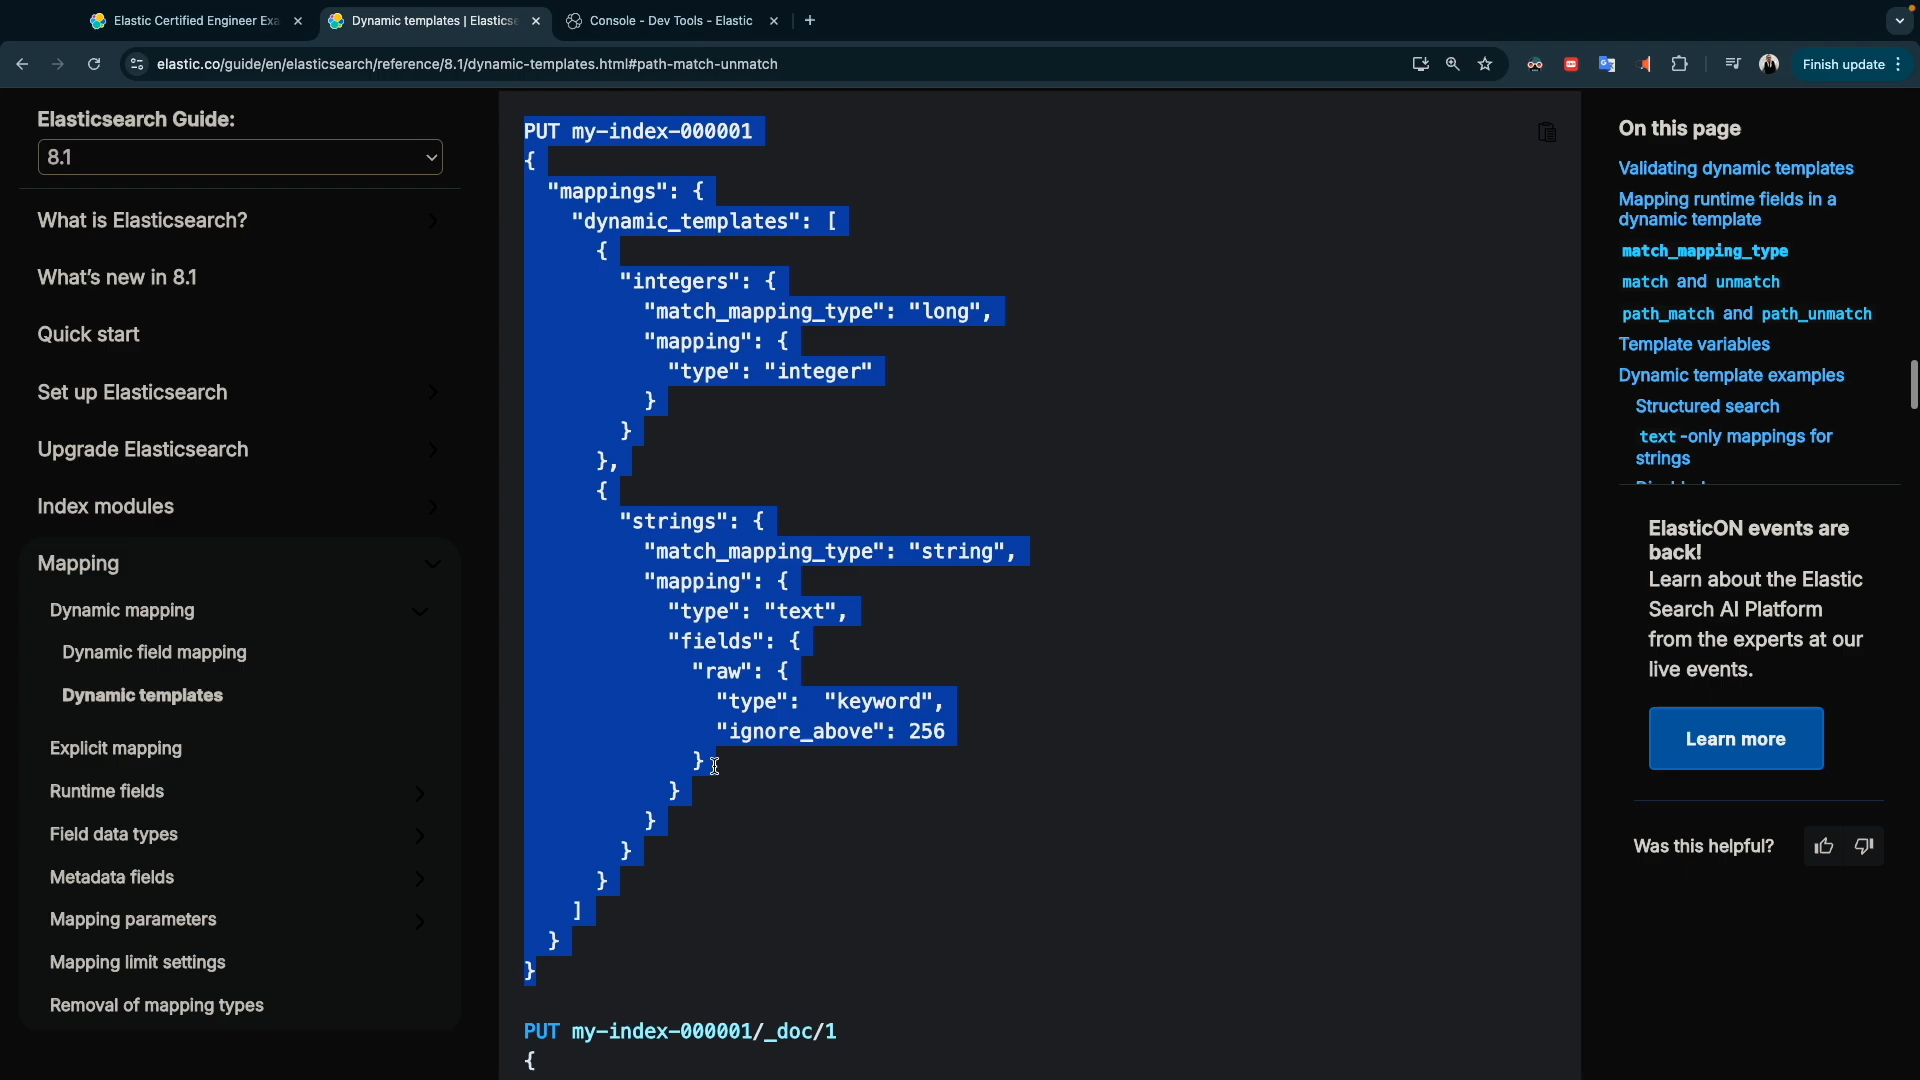 Elastic Certified Engineer Exa
Dynamic templates | Elasticse
Console - Dev Tools - Elastic
elastic.co/guide/en/elasticsearch/reference/8.1/dynamic-templates.html#path-match-unmatch
Finish update
Elasticsearch Guide:
8.1
What is Elasticsearch?
What's new in 8.1
Quick start
Set up Elasticsearch
Upgrade Elasticsearch
Index modules
Mapping
Dynamic mapping
Dynamic field mapping
Dynamic templates
Explicit mapping
Runtime fields
Field data types
Metadata fields
Mapping parameters
Mapping limit settings
Removal of mapping types
PUT my-index-000001
{
"mappings": {
"dynamic_templates": [
{
"integers": {
"match_mapping_type": "long",
"mapping": {
"type": "integer"
}
}
},
{
"strings": {
"match_mapping_type": "string",
"mapping": {
"type": "text",
"fields": {
"raw": {
"type":  "keyword",
"ignore_above": 256
}
}
}
}
}
]
}
}
PUT my-index-000001/_doc/1
{
On this page
Validating dynamic templates
Mapping runtime fields in a
dynamic template
match_mapping_type
match and unmatch
path_match and path_unmatch
Template variables
Dynamic template examples
Structured search
text -only mappings for
strings
ElasticON events are
back!
Learn about the Elastic
Search AI Platform
from the experts at our
live events.
Learn more
Was this helpful?